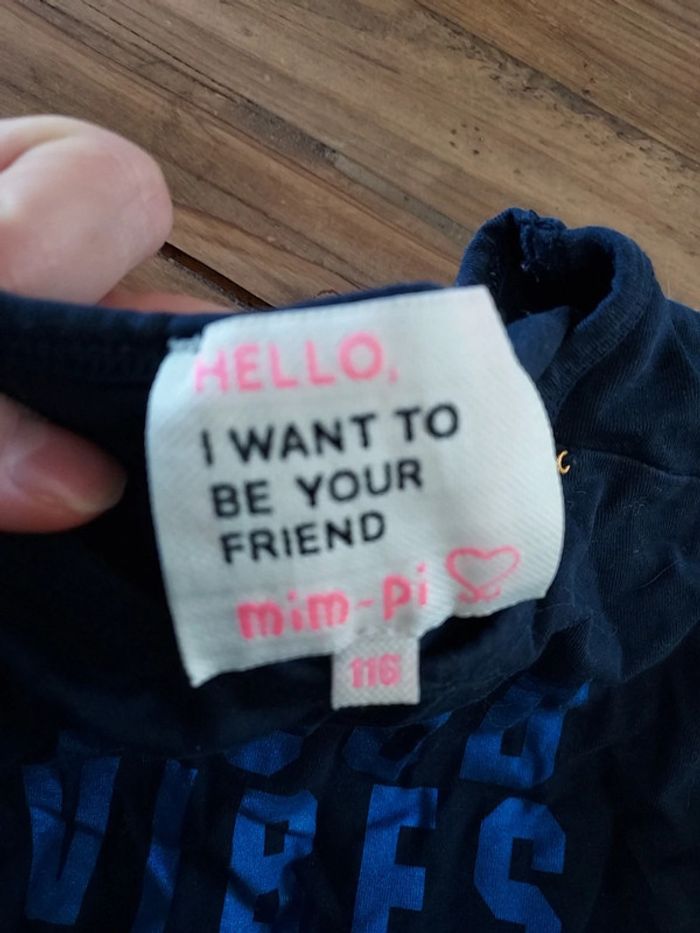 HELLO,
I WANT TO
BE YOUR
FRIEND
mim-pi
116
VIBES